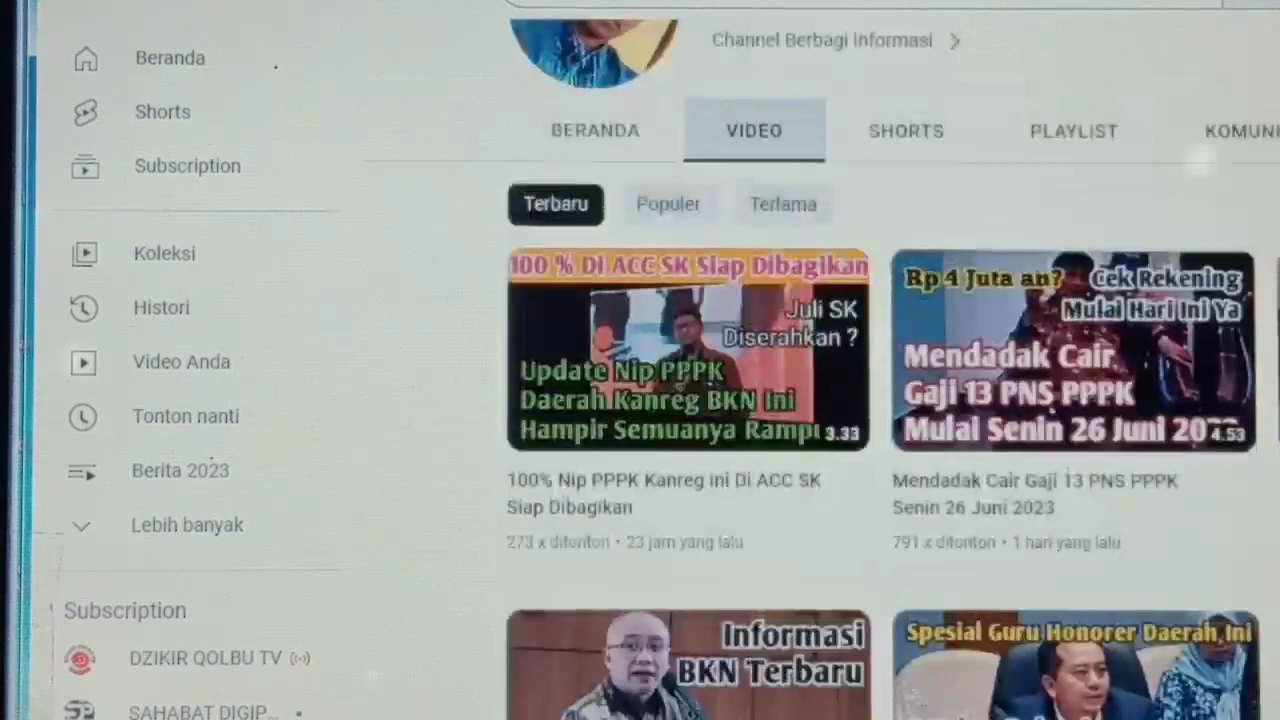 Beranda
Shorts
Subscription
Koleksi
Histori
Video Anda
Tonton nanti
Berita 2023
Lebih banyak
Subscription
DZIKIR QOLBU TV
SAHABAT DIGIP...
Channel Berbagi Informasi
BERANDA VIDEO SHORTS PLAYLIST KOMUN
Terbaru Populer Terlama
100 % Di ACC SK Siap Dibagikan
Juli SK
Diserahkan ?
Update Nip PPPK
Daerah Kanreg BKN Ini
Hampir Semuanya Rampu
3.33
100% Nip PPPK Kanreg ini Di ACC SK
Siap Dibagikan
273 x ditonton • 23 jam yang lalu
Rp 4 Juta an? Cek Rekening
Mulai Hari Ini Ya
Mendadak Cair
Gaji 13 PNS PPPK
Mulai Senin 26 Juni 20
4.53
Mendadak Cair Gaji 13 PNS PPPK
Senin 26 Juni 2023
791 x ditonton • 1 hari yang lalu
Informasi
BKN Terbaru
Spesial Guru Honorer Daerah Ini